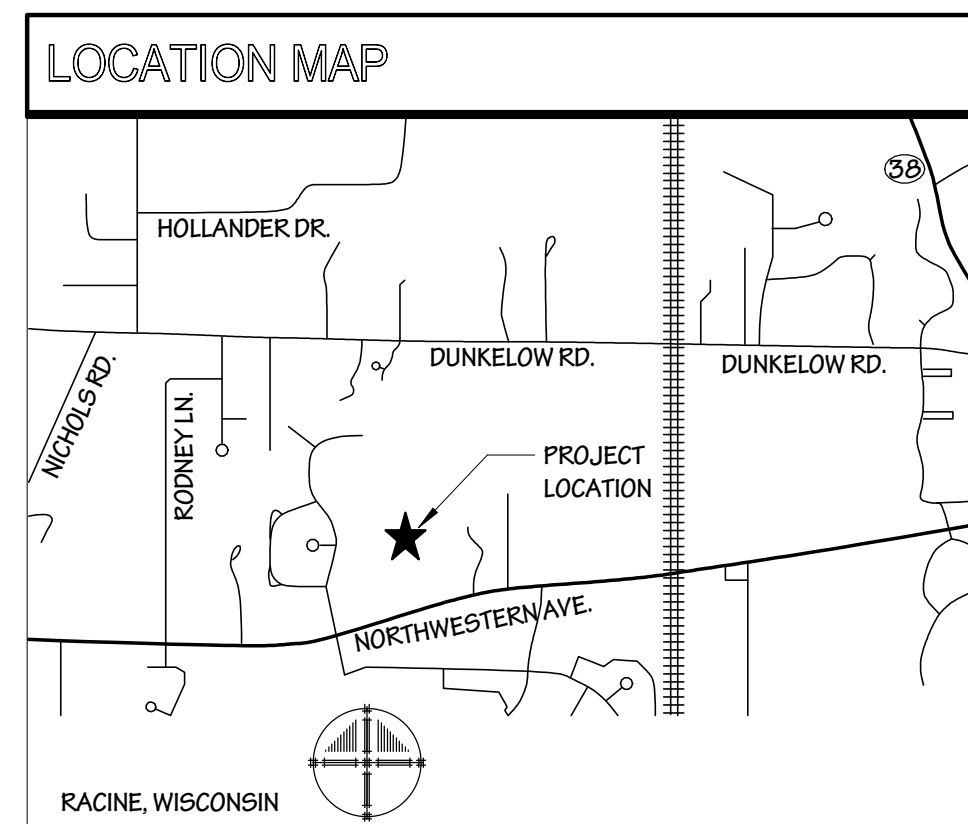 LOCATION MAP
38
HOLLANDER DR.
DUNKELOW RD.
DUNKELOW RD.
NICHOLS RD.
RODNEY LN.
PROJECT
LOCATION
NORTHWESTERN AVE.
RACINE, WISCONSIN